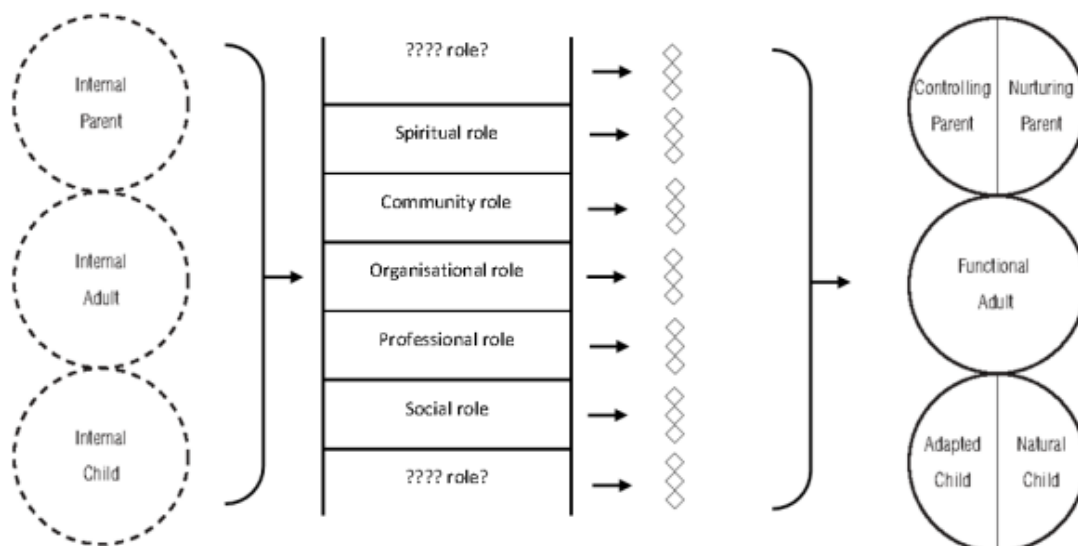 Internal
Parent
Internal
Adult
Internal
Child
???? role?
Spiritual role
Community role
Organisational role
Professional role
Social role
???? role?
Controlling
Parent
Nurturing
Parent
Functional
Adult
Adapted
Child
Natural
Child